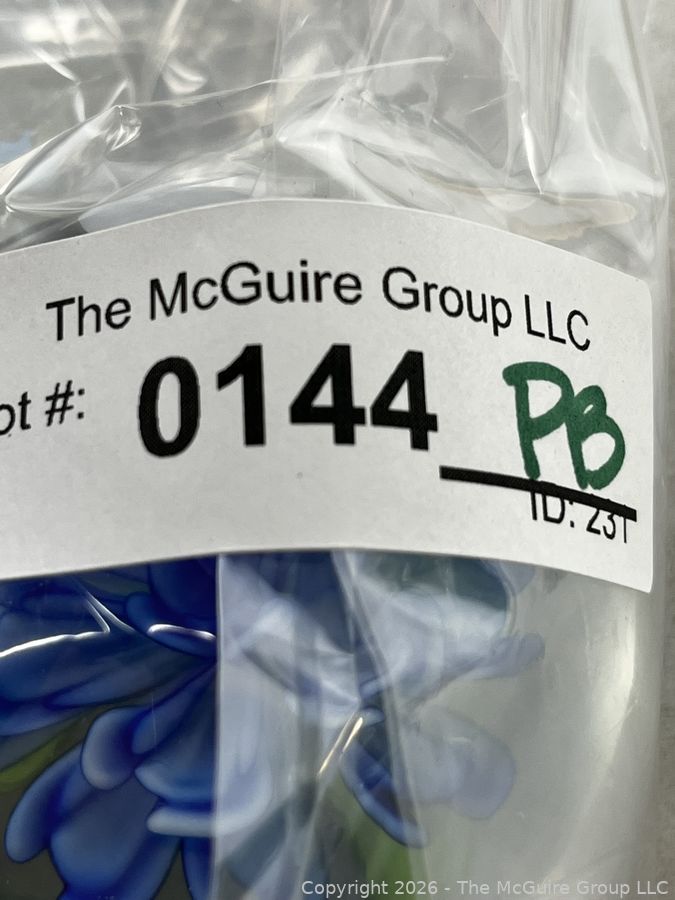 The McGuire Group LLC
ot #: 0144 PB
ID: 231
Copyright 2026 - The McGuire Group LLC